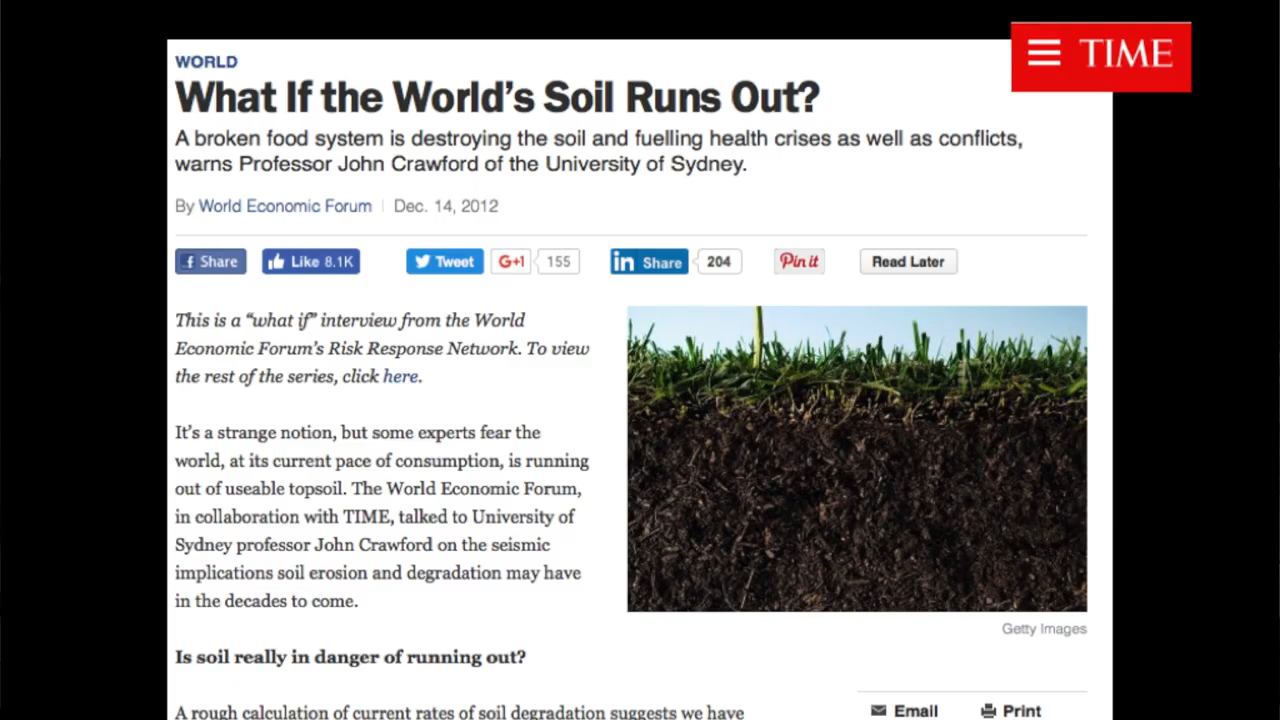 TIME
WORLD
What If the World's Soil Runs Out?
A broken food system is destroying the soil and fuelling health crises as well as conflicts,
warns Professor John Crawford of the University of Sydney.
By World Economic Forum | Dec. 14, 2012
f Share Like 8.1K Tweet G+1 155 in Share 204 Pin it Read Later
This is a “what if” interview from the World
Economic Forum's Risk Response Network. To view
the rest of the series, click here.
It's a strange notion, but some experts fear the
world, at its current pace of consumption, is running
out of useable topsoil. The World Economic Forum,
in collaboration with TIME, talked to University of
Sydney professor John Crawford on the seismic
implications soil erosion and degradation may have
in the decades to come.
Getty Images
Is soil really in danger of running out?
A rough calculation of current rates of soil degradation suggests we have
Email Print